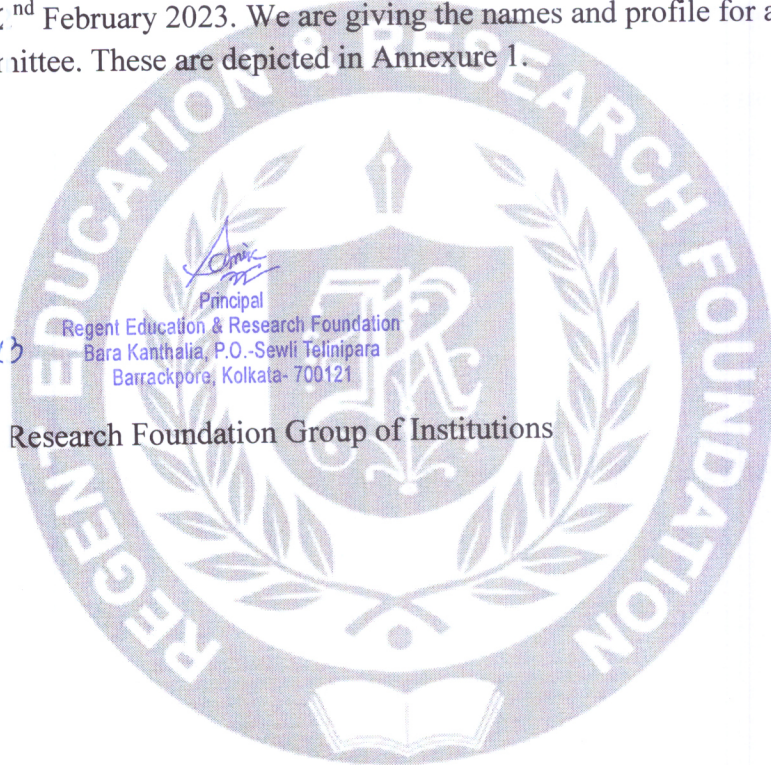 nd February 2023. We are giving the names and profile for a
mittee. These are depicted in Annexure 1.
REGENT EDUCATION & RESEARCH FOUNDATION
Principal
Regent Education & Research Foundation
Bara Kanthalia, P.O.-Sewli Telinipara
Barrackpore, Kolkata- 700121
Research Foundation Group of Institutions